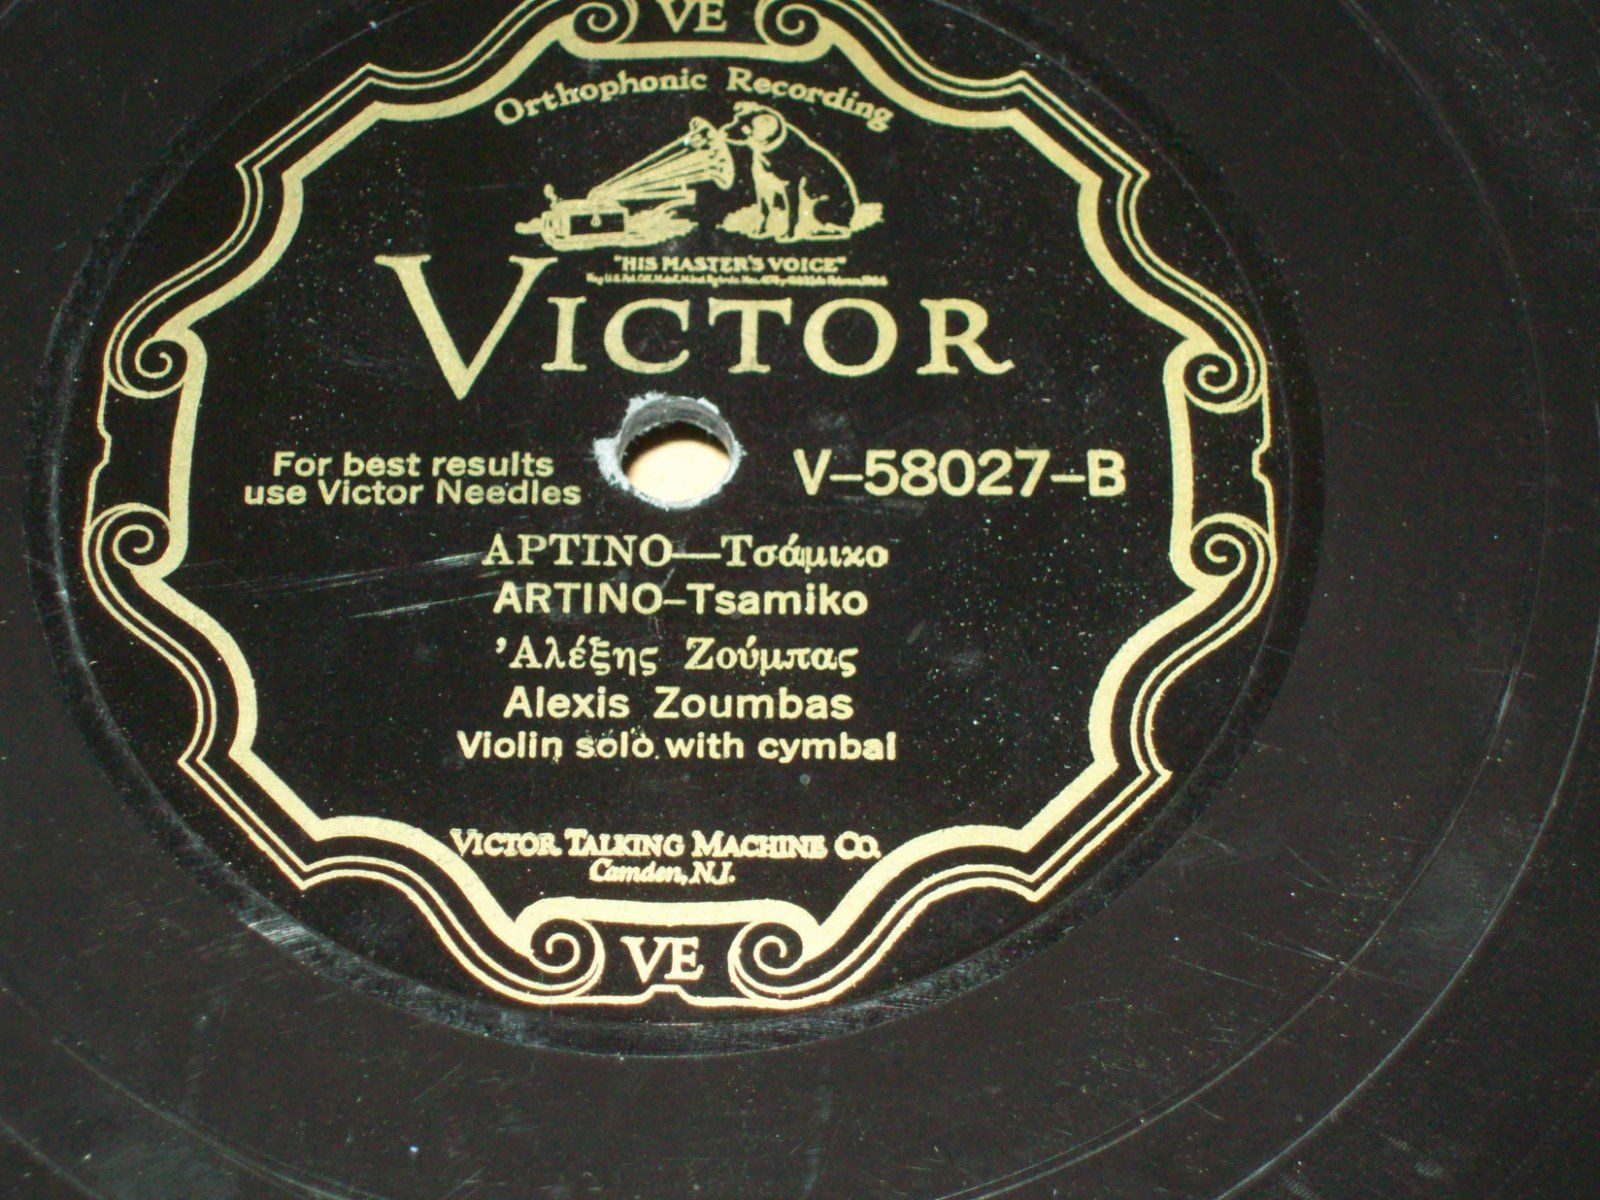 VE
Orthophonic Recording
"HIS MASTER'S VOICE"
VICTOR
For best results
use Victor Needles
V-58027-B
ΑΡΤΙΝΟ—Τσάμικο
ARTINO-Tsamiko
'Αλέξης Ζούμπας
Alexis Zoumbas
Violin solo with cymbal
VICTOR TALKING MACHINE CO.
Camden, N.J.
VE